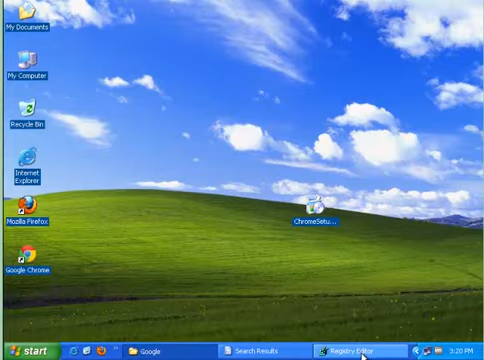 My Documents
My Computer
Recycle Bin
Internet
Explorer
Mozilla Firefox
ChromeSetu...
Google Chrome
start
Google
Search Results
Registry Editor
3:20 PM